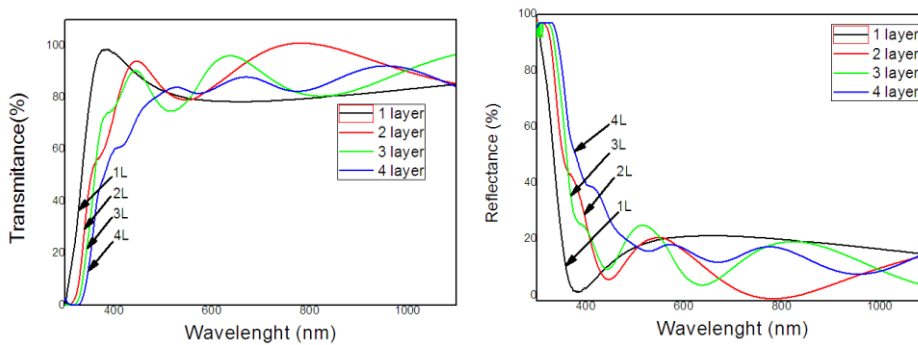 Transmitance(%)
100
80
60
40
20
0
400
600
800
1000
Wavelenght (nm)
1 layer
2 layer
3 layer
4 layer
1L
2L
3L
4L
Reflectance (%)
100
80
60
40
20
0
400
600
800
1000
Wavelenght (nm)
1 layer
2 layer
3 layer
4 layer
4L
3L
2L
1L